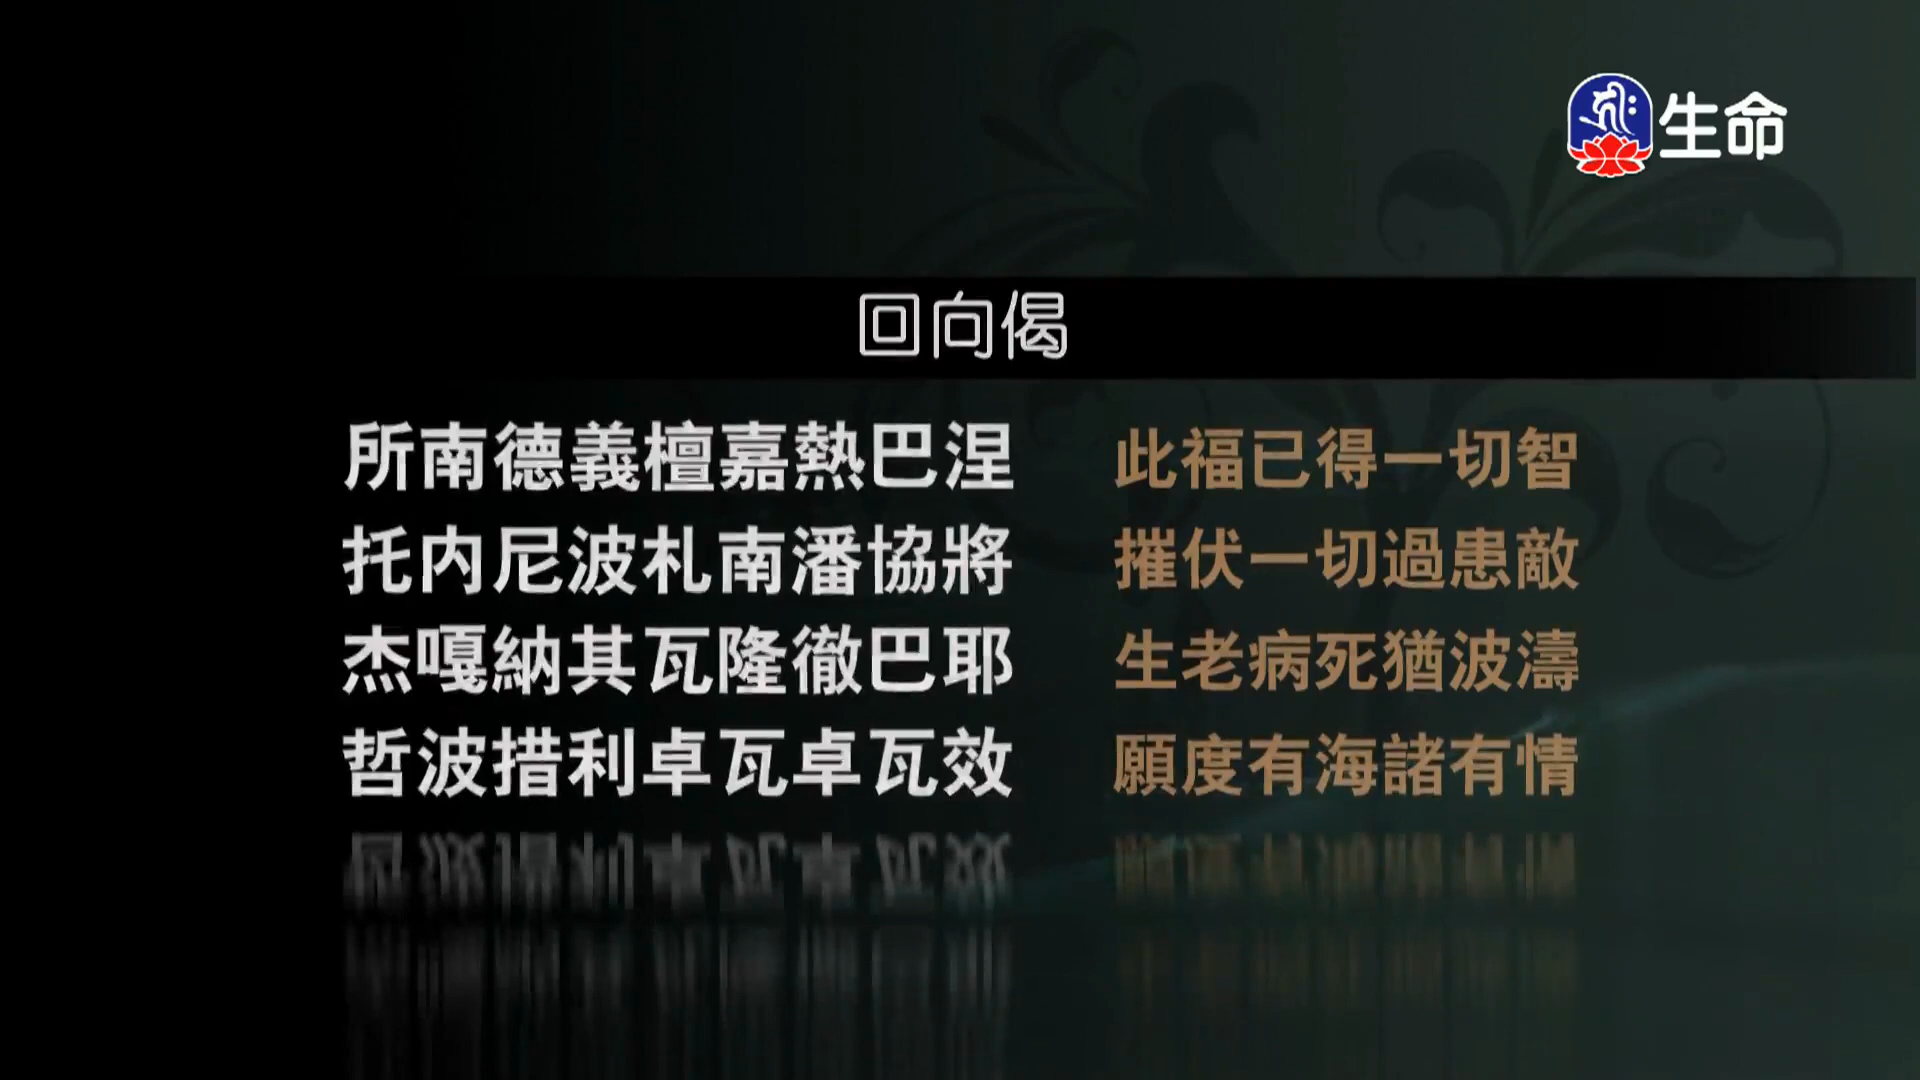 生命
回向偈
所南德義檀嘉熱巴涅 此福已得一切智
托内尼波札南潘協將 摧伏一切過患敵
杰嘎納其瓦隆徹巴耶 生老病死猶波濤
哲波措利卓瓦卓瓦效 願度有海諸有情